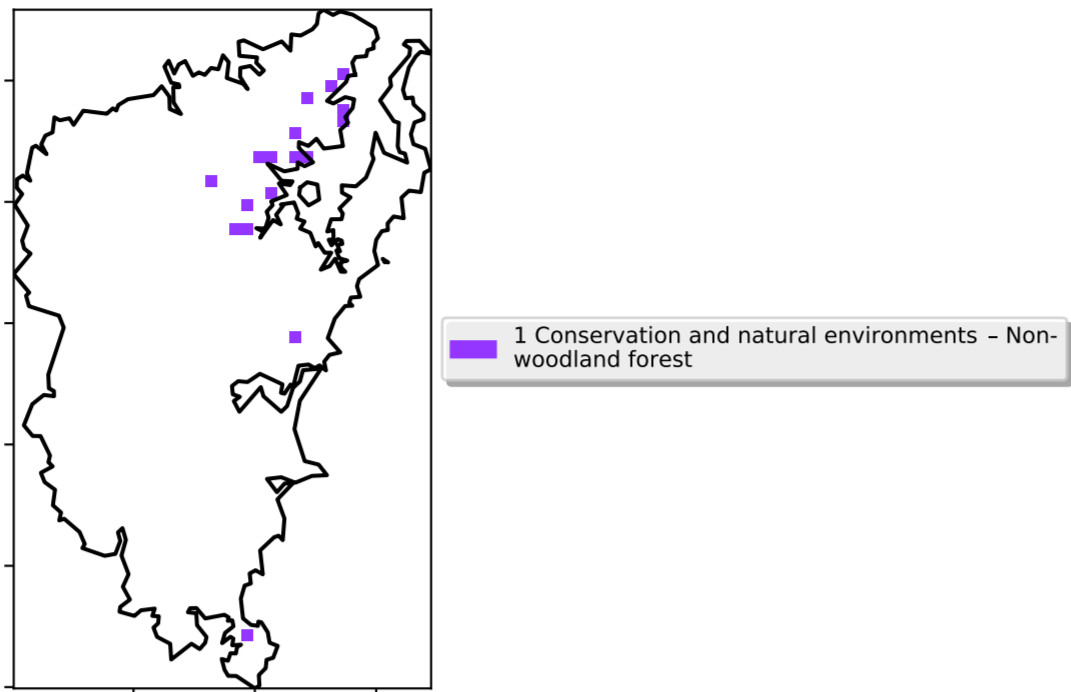 1 Conservation and natural environments – Non-
woodland forest